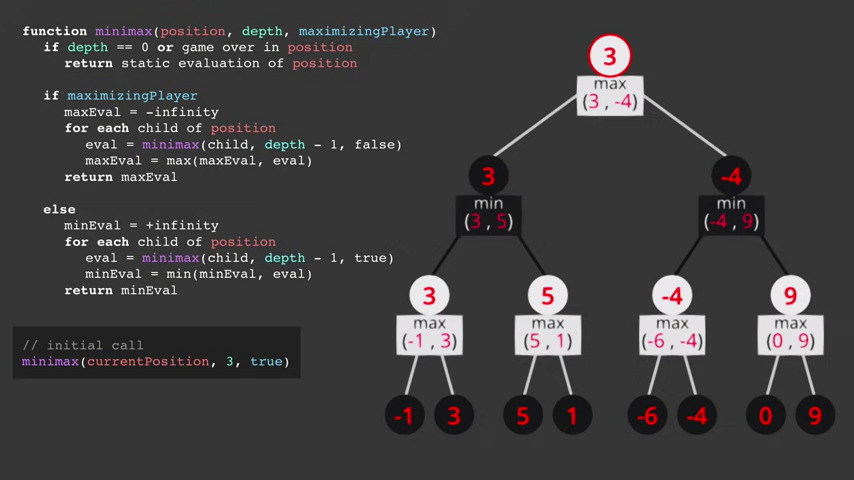 function minimax(position, depth, maximizingPlayer)
if depth == 0 or game over in position
return static evaluation of position
if maximizingPlayer
maxEval = -infinity
for each child of position
eval = minimax(child, depth - 1, false)
maxEval = max(maxEval, eval)
return maxEval
else
minEval = +infinity
for each child of position
eval = minimax(child, depth - 1, true)
minEval = min(minEval, eval)
return minEval
// initial call
minimax(currentPosition, 3, true)
3
max
(3 , -4)
3
min
(3 , 5)
-4
min
(-4 , 9)
3
max
(-1 , 3)
5
max
(5 , 1)
-4
max
(-6 , -4)
9
max
(0 , 9)
-1 3 5 1 -6 -4 0 9